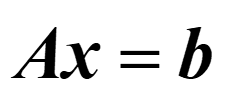 Ax = b